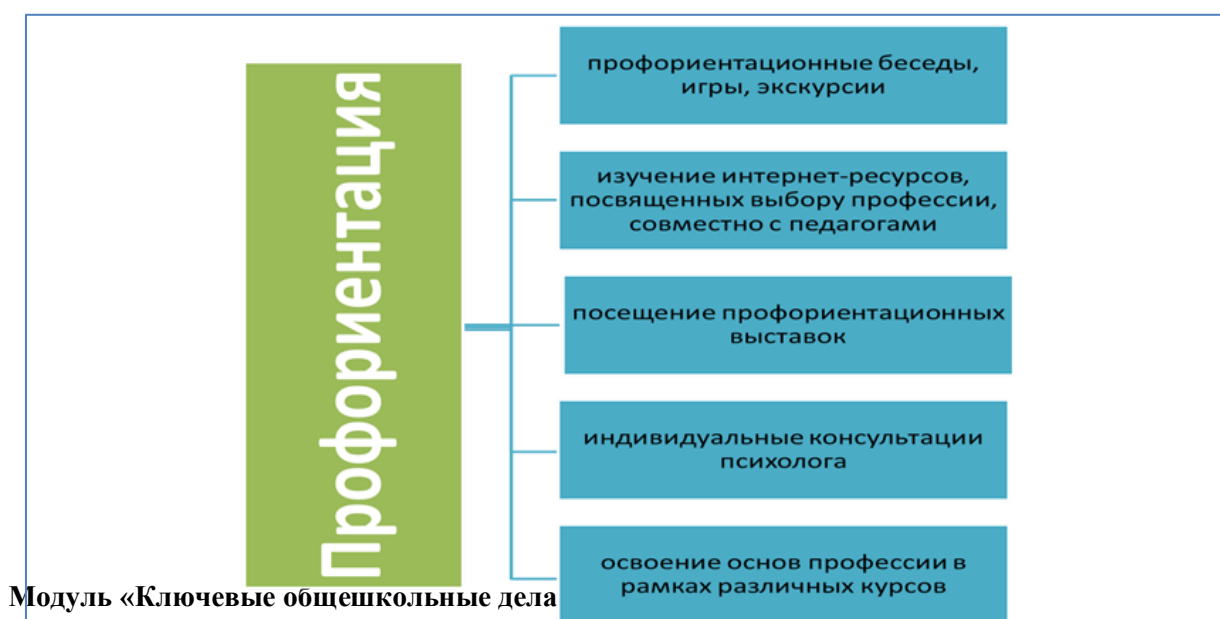 Профориентация
профориентационные беседы,
игры, экскурсии
изучение интернет-ресурсов,
посвященных выбору профессии,
совместно с педагогами
посещение профориентационных
выставок
индивидуальные консультации
психолога
освоение основ профессии в
рамках различных курсов
Модуль «Ключевые общешкольные дела